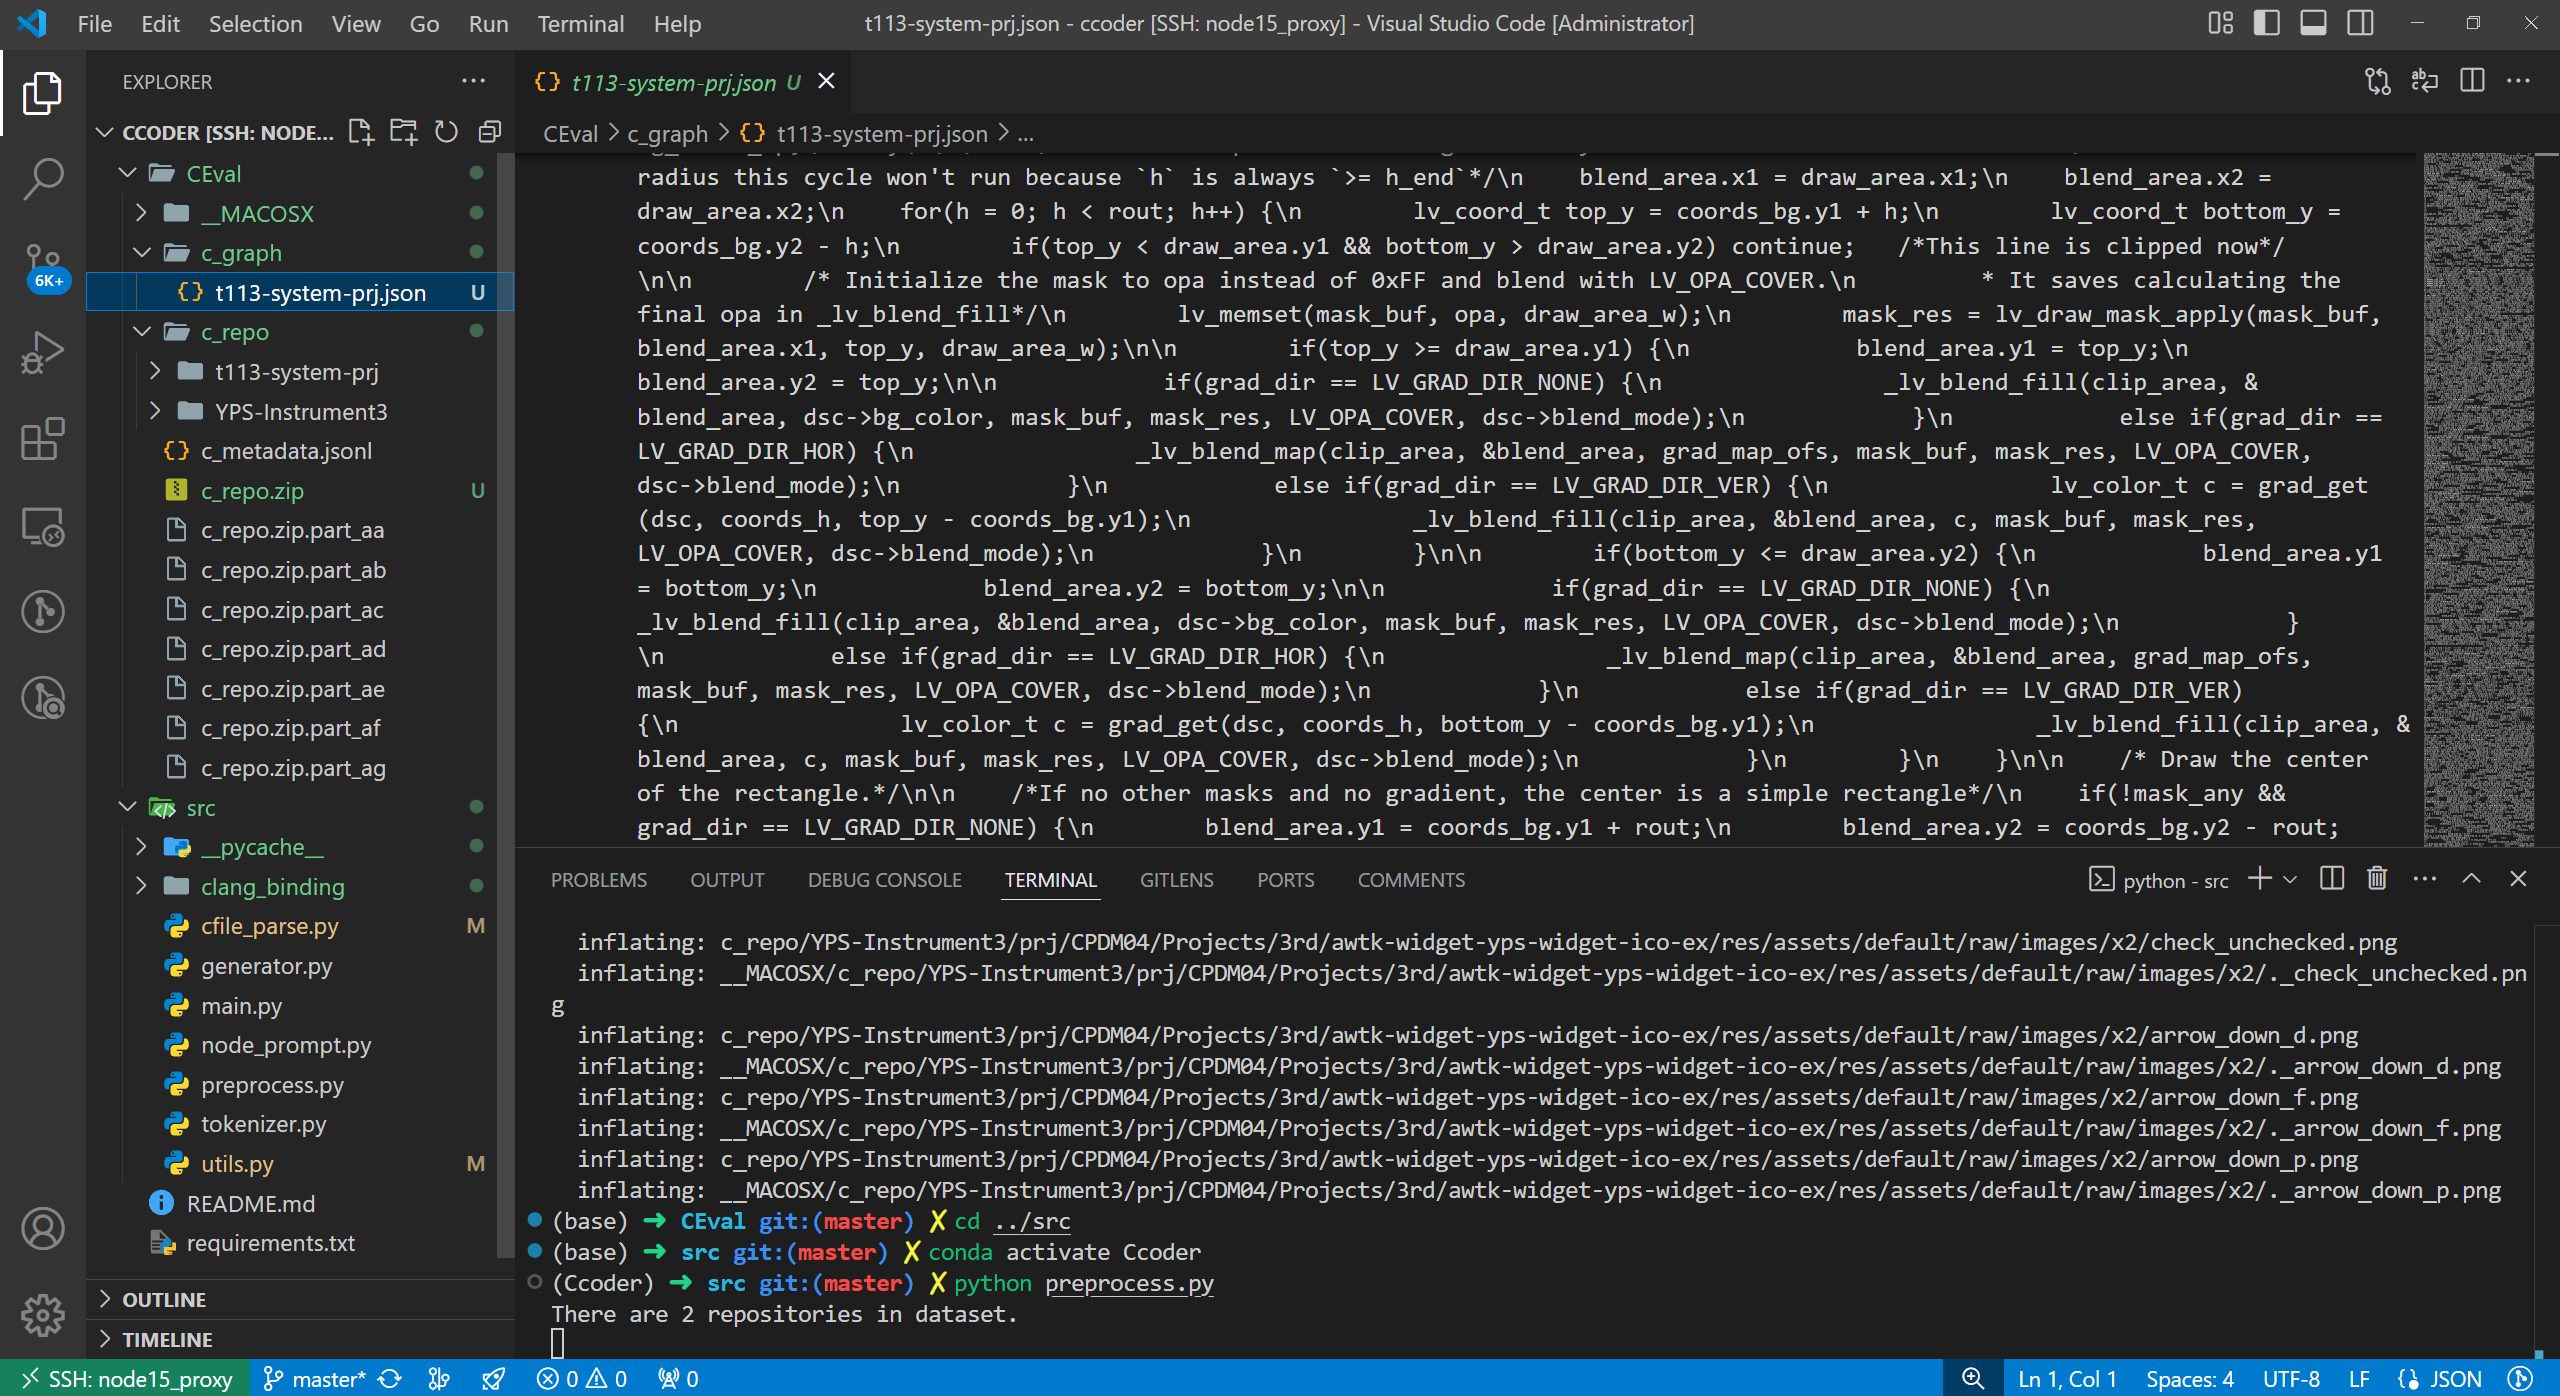 File Edit Selection View Go Run Terminal Help
t113-system-prj.json - ccoder [SSH: node15_proxy] - Visual Studio Code [Administrator]
EXPLORER
CCODER [SSH: NODE...
CEval
__MACOSX
c_graph
t113-system-prj.json U
c_repo
t113-system-prj
YPS-Instrument3
c_metadata.jsonl
c_repo.zip U
c_repo.zip.part_aa
c_repo.zip.part_ab
c_repo.zip.part_ac
c_repo.zip.part_ad
c_repo.zip.part_ae
c_repo.zip.part_af
c_repo.zip.part_ag
src
__pycache__
clang_binding
cfile_parse.py M
generator.py
main.py
node_prompt.py
preprocess.py
tokenizer.py
utils.py M
README.md
requirements.txt
OUTLINE
TIMELINE
6K+
t113-system-prj.json U
CEval > c_graph > {} t113-system-prj.json > ...
radius this cycle won't run because `h` is always `>= h_end`*/\n    blend_area.x1 = draw_area.x1;\n    blend_area.x2 =
draw_area.x2;\n    for(h = 0; h < rout; h++) {\n        lv_coord_t top_y = coords_bg.y1 + h;\n        lv_coord_t bottom_y =
coords_bg.y2 - h;\n        if(top_y < draw_area.y1 && bottom_y > draw_area.y2) continue;   /*This line is clipped now*/
\n\n        /* Initialize the mask to opa instead of 0xFF and blend with LV_OPA_COVER.\n         * It saves calculating the
final opa in _lv_blend_fill*/\n        lv_memset(mask_buf, opa, draw_area_w);\n        mask_res = lv_draw_mask_apply(mask_buf,
blend_area.x1, top_y, draw_area_w);\n\n        if(top_y >= draw_area.y1) {\n            blend_area.y1 = top_y;\n
blend_area.y2 = top_y;\n\n            if(grad_dir == LV_GRAD_DIR_NONE) {\n                _lv_blend_fill(clip_area, &
blend_area, dsc->bg_color, mask_buf, mask_res, LV_OPA_COVER, dsc->blend_mode);\n            }\n            else if(grad_dir ==
LV_GRAD_DIR_HOR) {\n                _lv_blend_map(clip_area, &blend_area, grad_map_ofs, mask_buf, mask_res, LV_OPA_COVER,
dsc->blend_mode);\n            }\n            else if(grad_dir == LV_GRAD_DIR_VER) {\n                lv_color_t c = grad_get
(dsc, coords_h, top_y - coords_bg.y1);\n                _lv_blend_fill(clip_area, &blend_area, c, mask_buf, mask_res,
LV_OPA_COVER, dsc->blend_mode);\n            }\n        }\n\n        if(bottom_y <= draw_area.y2) {\n            blend_area.y1
= bottom_y;\n            blend_area.y2 = bottom_y;\n\n            if(grad_dir == LV_GRAD_DIR_NONE) {\n
_lv_blend_fill(clip_area, &blend_area, dsc->bg_color, mask_buf, mask_res, LV_OPA_COVER, dsc->blend_mode);\n            }
\n            else if(grad_dir == LV_GRAD_DIR_HOR) {\n                _lv_blend_map(clip_area, &blend_area, grad_map_ofs,
mask_buf, mask_res, LV_OPA_COVER, dsc->blend_mode);\n            }\n            else if(grad_dir == LV_GRAD_DIR_VER)
{\n                lv_color_t c = grad_get(dsc, coords_h, bottom_y - coords_bg.y1);\n                _lv_blend_fill(clip_area, &
blend_area, c, mask_buf, mask_res, LV_OPA_COVER, dsc->blend_mode);\n            }\n        }\n    }\n\n    /* Draw the center
of the rectangle.*/\n\n    /*If no other masks and no gradient, the center is a simple rectangle*/\n    if(!mask_any &&
grad_dir == LV_GRAD_DIR_NONE) {\n        blend_area.y1 = coords_bg.y1 + rout;\n        blend_area.y2 = coords_bg.y2 - rout;
PROBLEMS OUTPUT DEBUG CONSOLE TERMINAL GITLENS PORTS COMMENTS
python - src
inflating: c_repo/YPS-Instrument3/prj/CPDM04/Projects/3rd/awtk-widget-yps-widget-ico-ex/res/assets/default/raw/images/x2/check_unchecked.png
inflating: __MACOSX/c_repo/YPS-Instrument3/prj/CPDM04/Projects/3rd/awtk-widget-yps-widget-ico-ex/res/assets/default/raw/images/x2/._check_unchecked.pn
g
inflating: c_repo/YPS-Instrument3/prj/CPDM04/Projects/3rd/awtk-widget-yps-widget-ico-ex/res/assets/default/raw/images/x2/arrow_down_d.png
inflating: __MACOSX/c_repo/YPS-Instrument3/prj/CPDM04/Projects/3rd/awtk-widget-yps-widget-ico-ex/res/assets/default/raw/images/x2/._arrow_down_d.png
inflating: c_repo/YPS-Instrument3/prj/CPDM04/Projects/3rd/awtk-widget-yps-widget-ico-ex/res/assets/default/raw/images/x2/arrow_down_f.png
inflating: __MACOSX/c_repo/YPS-Instrument3/prj/CPDM04/Projects/3rd/awtk-widget-yps-widget-ico-ex/res/assets/default/raw/images/x2/._arrow_down_f.png
inflating: c_repo/YPS-Instrument3/prj/CPDM04/Projects/3rd/awtk-widget-yps-widget-ico-ex/res/assets/default/raw/images/x2/arrow_down_p.png
inflating: __MACOSX/c_repo/YPS-Instrument3/prj/CPDM04/Projects/3rd/awtk-widget-yps-widget-ico-ex/res/assets/default/raw/images/x2/._arrow_down_p.png
(base) ➜ CEval git:(master) ✗ cd ../src
(base) ➜ src git:(master) ✗ conda activate Ccoder
(Ccoder) ➜ src git:(master) ✗ python preprocess.py
There are 2 repositories in dataset.
SSH: node15_proxy master* 0 0 0 Ln 1, Col 1 Spaces: 4 UTF-8 LF {} JSON